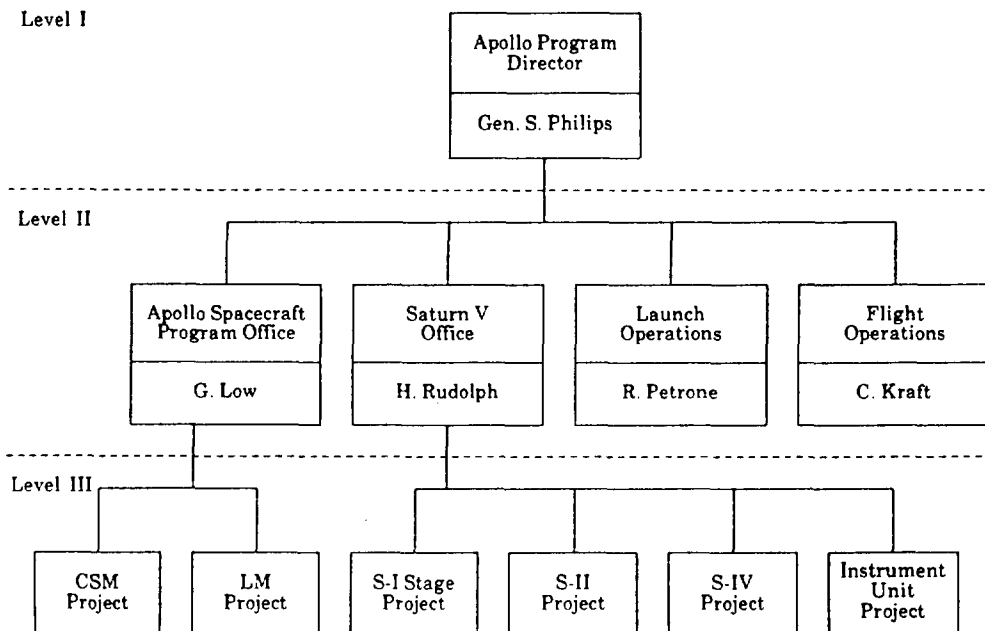 Level I
Apollo Program
Director
Gen. S. Philips
Level II
Apollo Spacecraft
Program Office
G. Low
Saturn V
Office
H. Rudolph
Launch
Operations
R. Petrone
Flight
Operations
C. Kraft
Level III
CSM
Project
LM
Project
S-I Stage
Project
S-II
Project
S-IV
Project
Instrument
Unit
Project